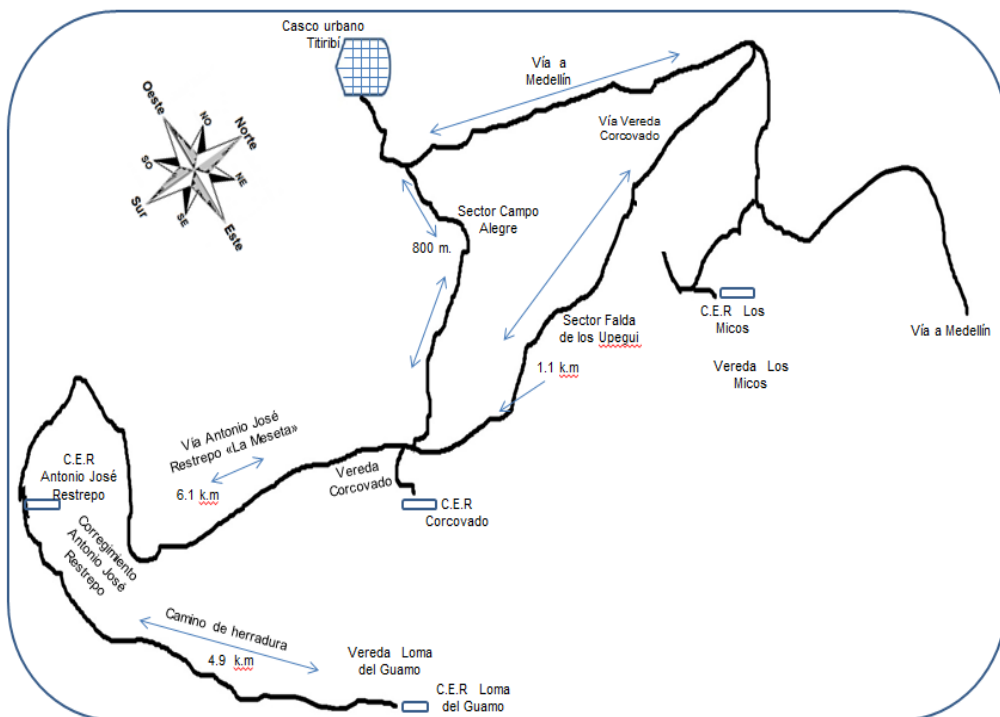 Casco urbano
Titiribí
Oeste
NO
Norte
SO
NE
Sur
SE
Este
Vía a
Medellín
Vía Vereda
Corcovado
Sector Campo
Alegre
800 m.
C.E.R Los
Micos
Vía a Medellín
Vereda Los
Micos
Sector Falda
de los Upegui
1.1 k.m
Vía Antonio José
Restrepo «La Meseta»
6.1 k.m
Vereda
Corcovado
C.E.R
Corcovado
C.E.R
Antonio José
Restrepo
Corregimiento
Antonio José
Restrepo
Camino de herradura
4.9 k.m
Vereda Loma
del Guamo
C.E.R Loma
del Guamo